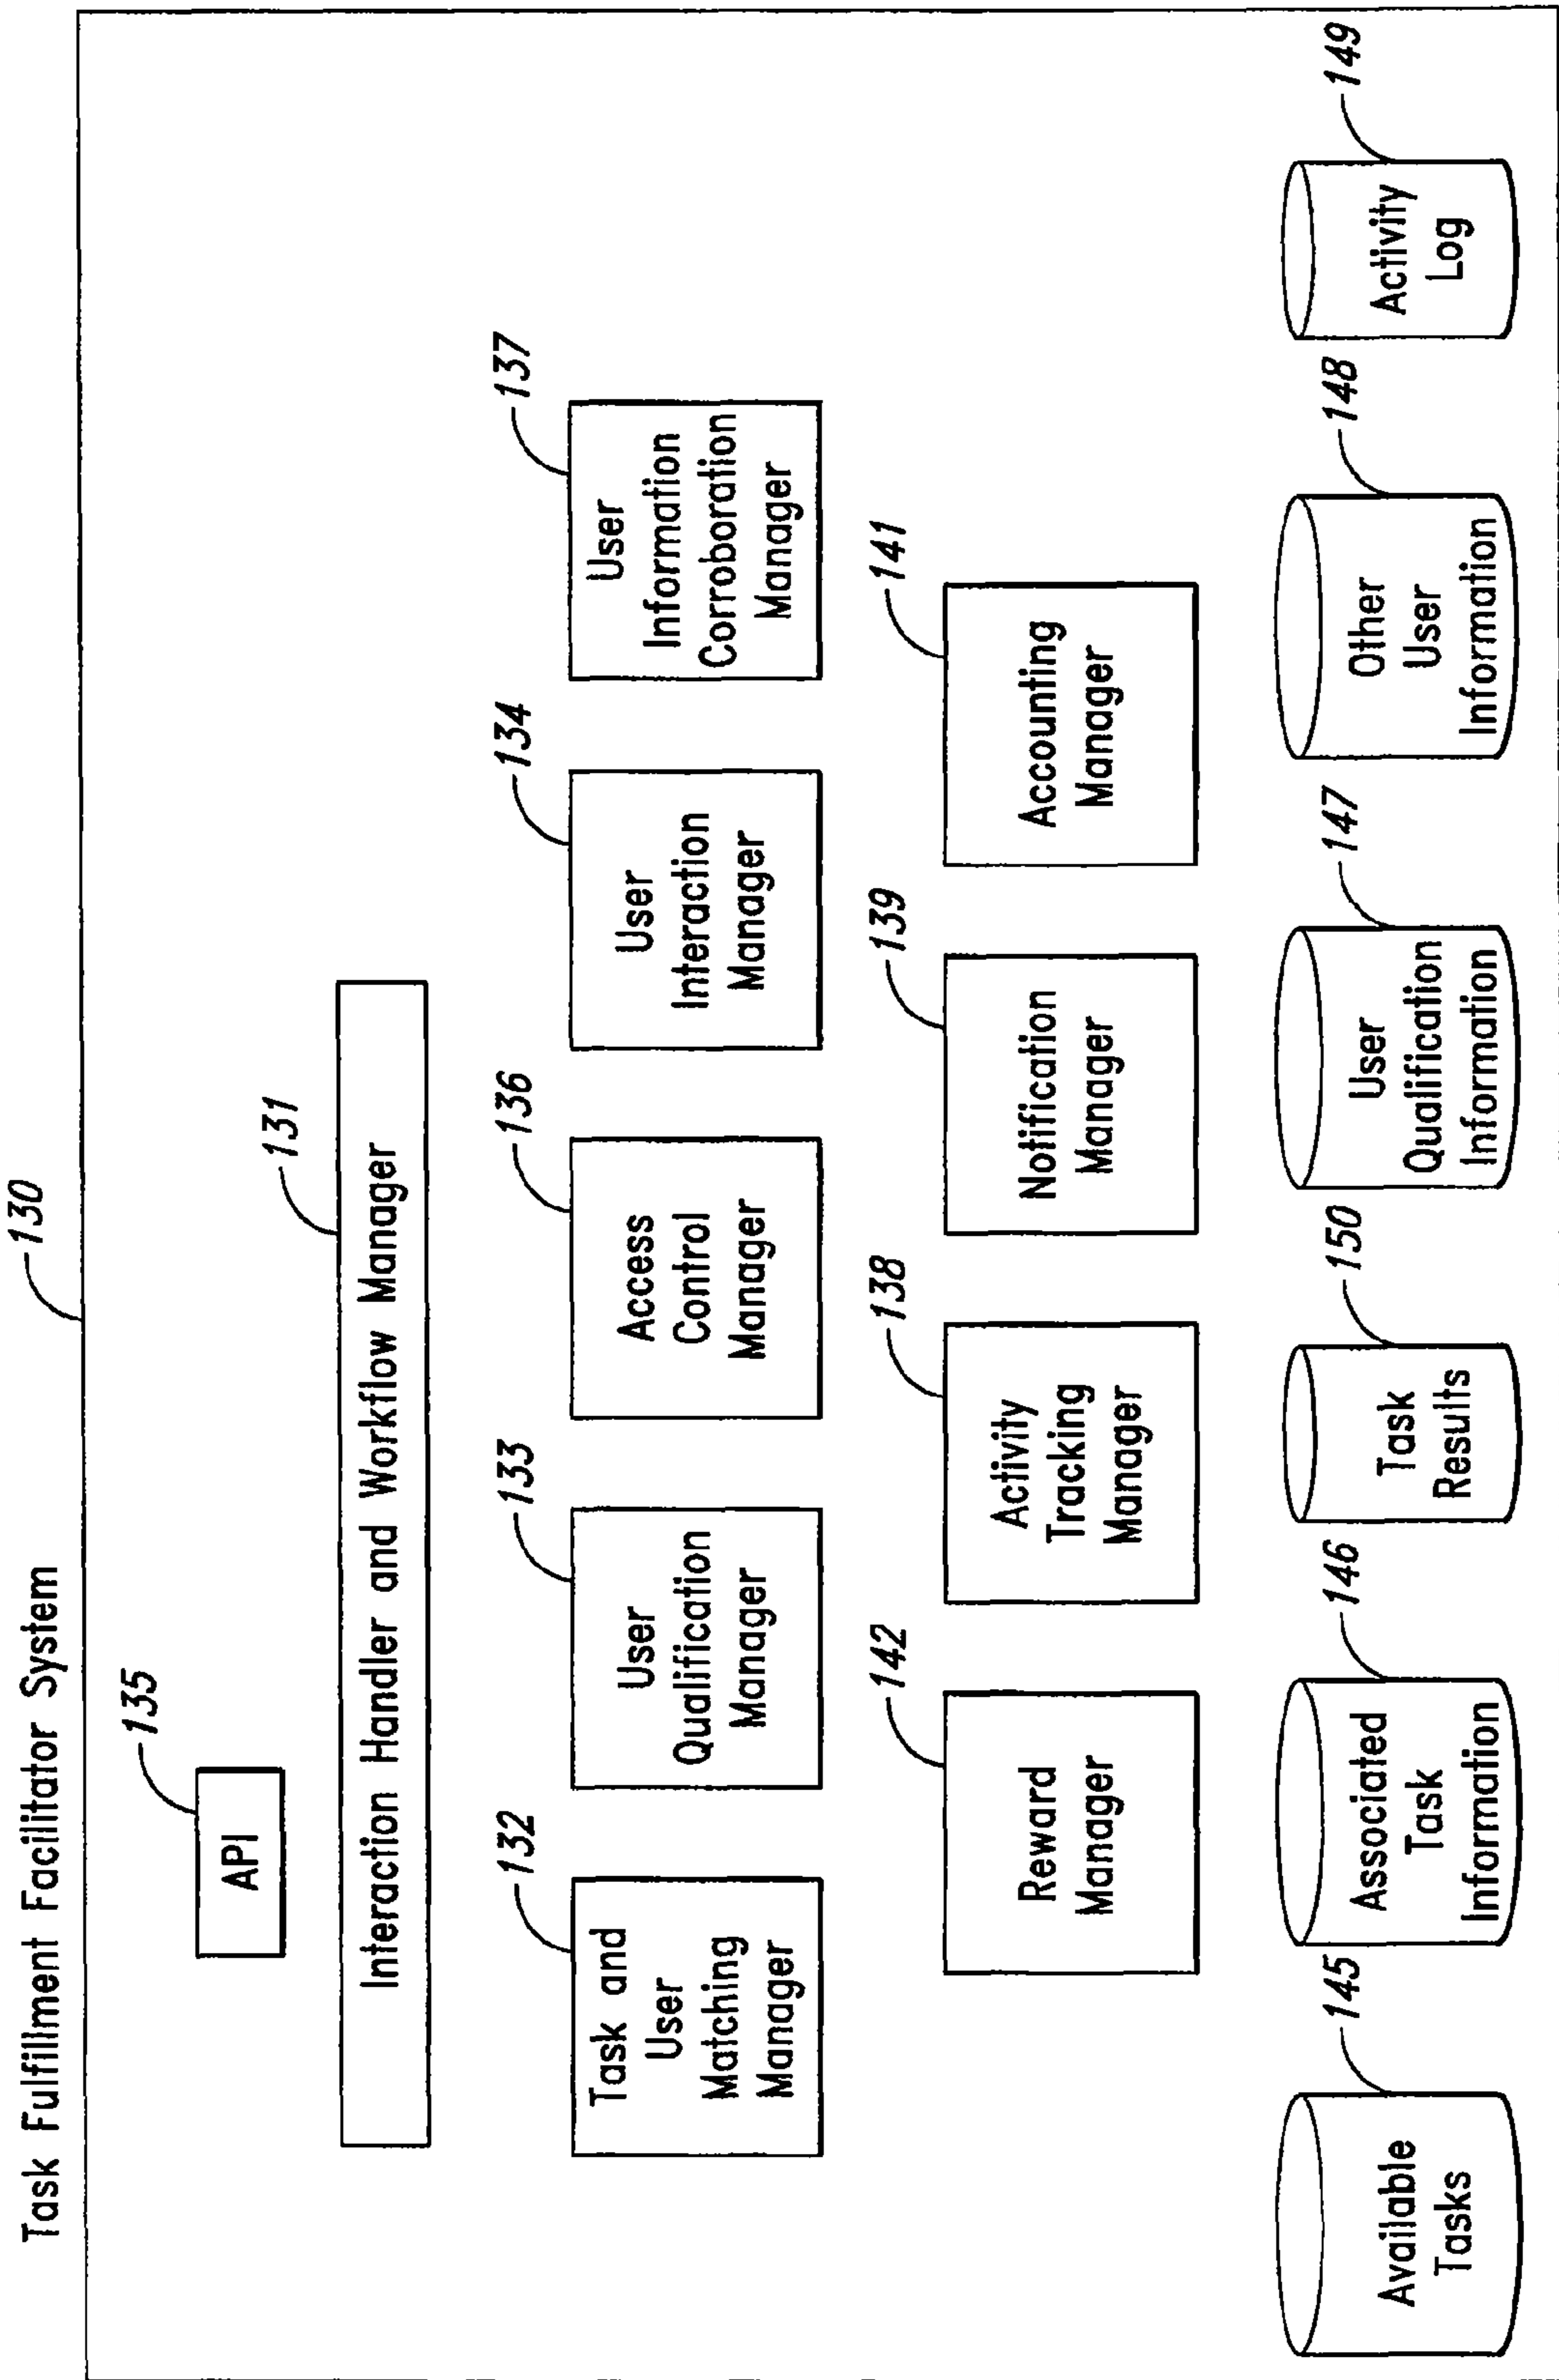 Task Fulfillment Facilitator System
130
135
API
131
Interaction Handler and Workflow Manager
132
Task and
User
Matching
Manager
133
User
Qualification
Manager
136
Access
Control
Manager
134
User
Interaction
Manager
137
User
Information
Corroboration
Manager
142
Reward
Manager
138
Activity
Tracking
Manager
139
Notification
Manager
141
Accounting
Manager
145
Available
Tasks
146
Associated
Task
Information
150
Task
Results
147
User
Qualification
Information
148
Other
User
Information
149
Activity
Log